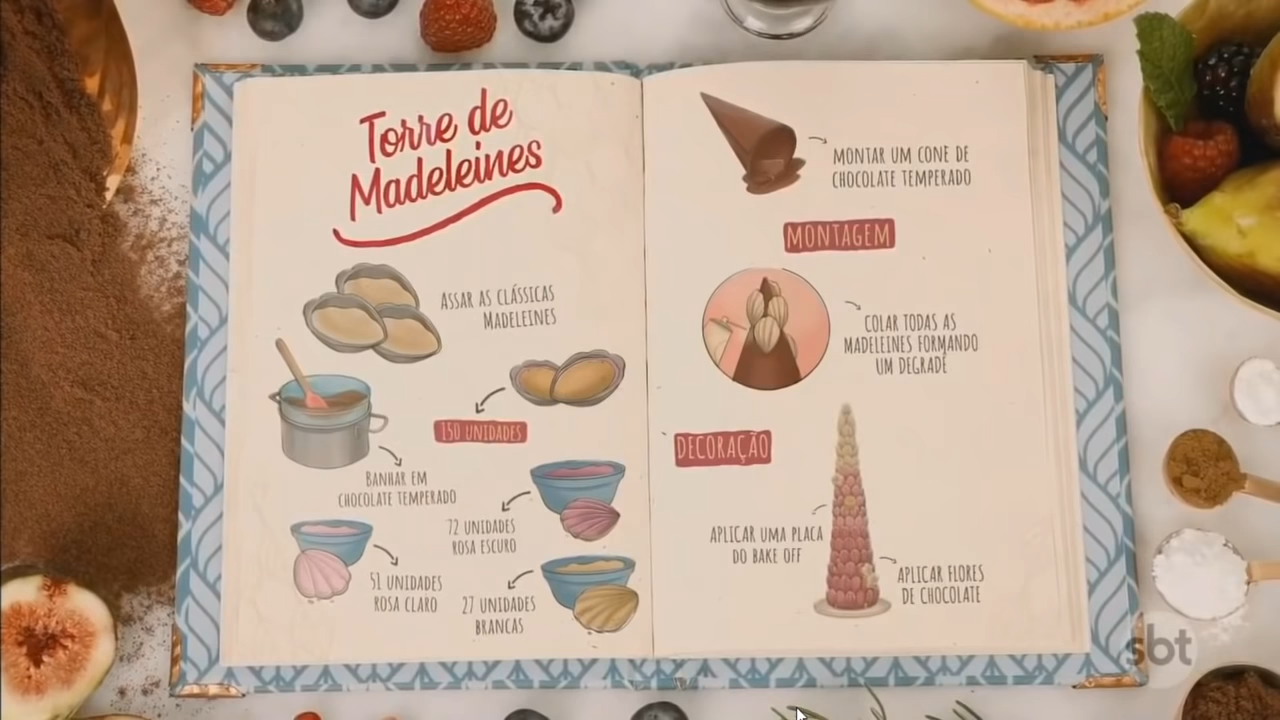 Torre de
Madeleines
ASSAR AS CLÁSSICAS
MADELEINES
150 UNIDADES
BANHAR EM
CHOCOLATE TEMPERADO
72 UNIDADES
ROSA ESCURO
51 UNIDADES
ROSA CLARO
27 UNIDADES
BRANCAS
MONTAR UM CONE DE
CHOCOLATE TEMPERADO
MONTAGEM
COLAR TODAS AS
MADELEINES FORMANDO
UM DEGRADÊ
DECORAÇÃO
APLICAR UMA PLACA
DO BAKE OFF
APLICAR FLORES
DE CHOCOLATE
sbt